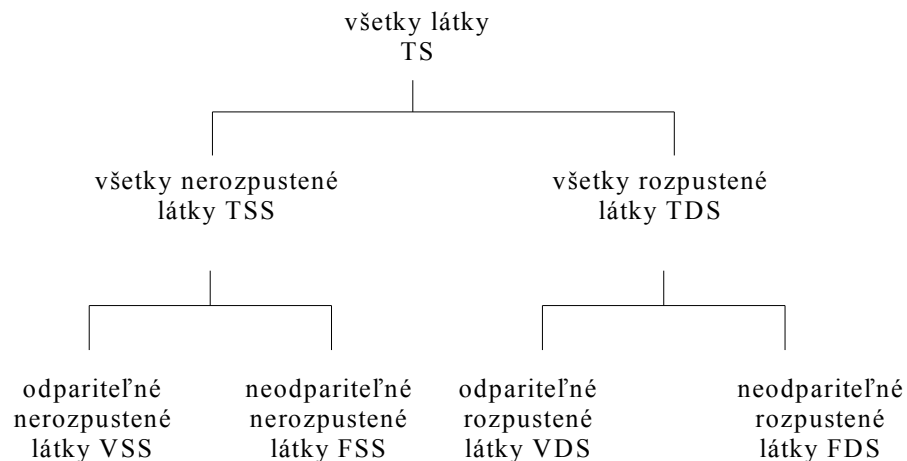 všetky látky
TS
všetky nerozpustené
látky TSS
všetky rozpustené
látky TDS
odpariteľné
nerozpustené
látky VSS
neodpariteľné
nerozpustené
látky FSS
odpariteľné
rozpustené
látky VDS
neodpariteľné
rozpustené
látky FDS